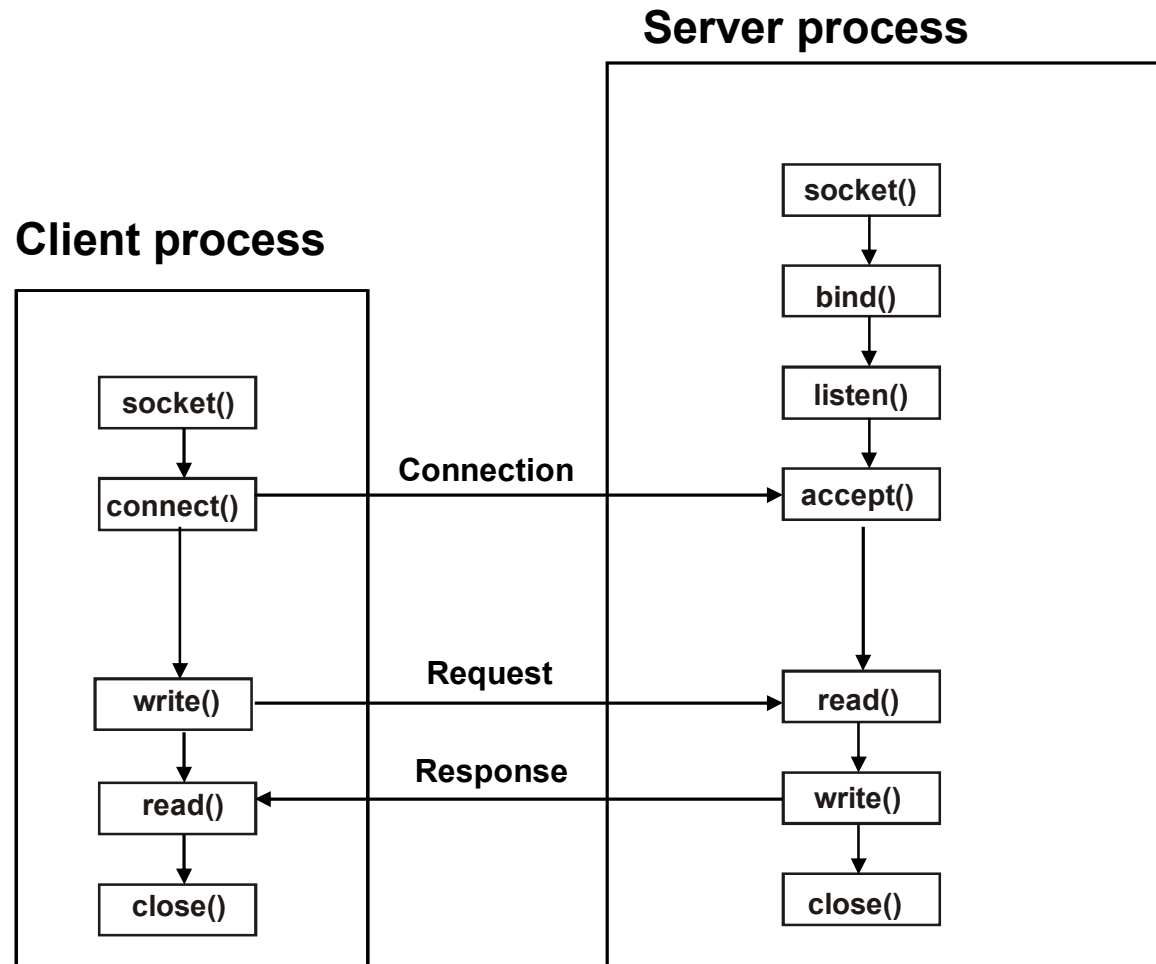 Server process
socket()
bind()
listen()
accept()
read()
write()
close()
Client process
socket()
connect()
write()
read()
close()
Connection
Request
Response